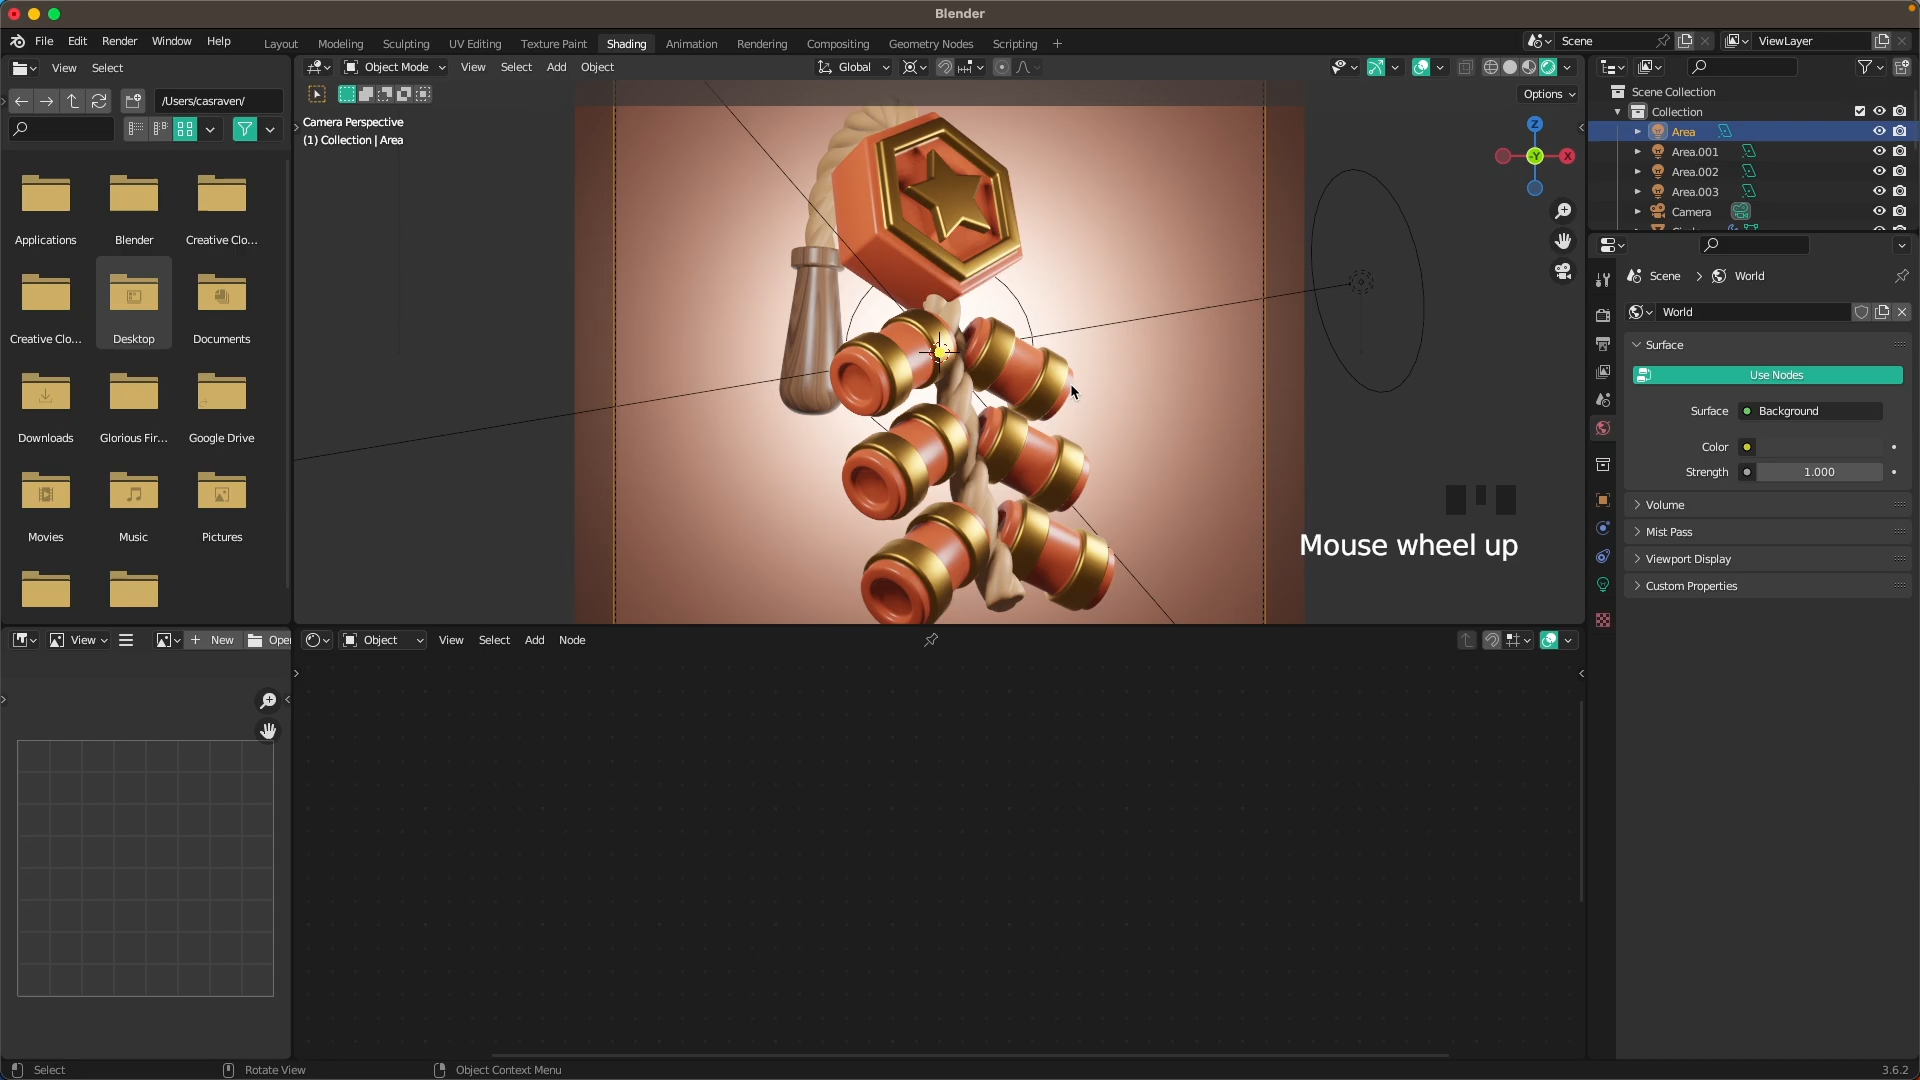 Blender
File Edit Render Window Help
Layout Modeling Sculpting UV Editing Texture Paint Shading Animation Rendering Compositing Geometry Nodes Scripting
Scene
ViewLayer
View Select
Object Mode
View Select Add Object
Global
Options
/Users/casraven/
Camera Perspective
(1) Collection | Area
Z
-Y
X
Applications
Blender
Creative Clo...
Creative Clo...
Desktop
Documents
Downloads
Glorious Fir...
Google Drive
Movies
Music
Pictures
Mouse wheel up
Scene Collection
Collection
Area
Area.001
Area.002
Area.003
Camera
Scene > World
World
Surface
Use Nodes
Surface Background
Color
Strength 1.000
Volume
Mist Pass
Viewport Display
Custom Properties
View
New
Ope
Object
View Select Add Node
Select
Rotate View
Object Context Menu
3.6.2